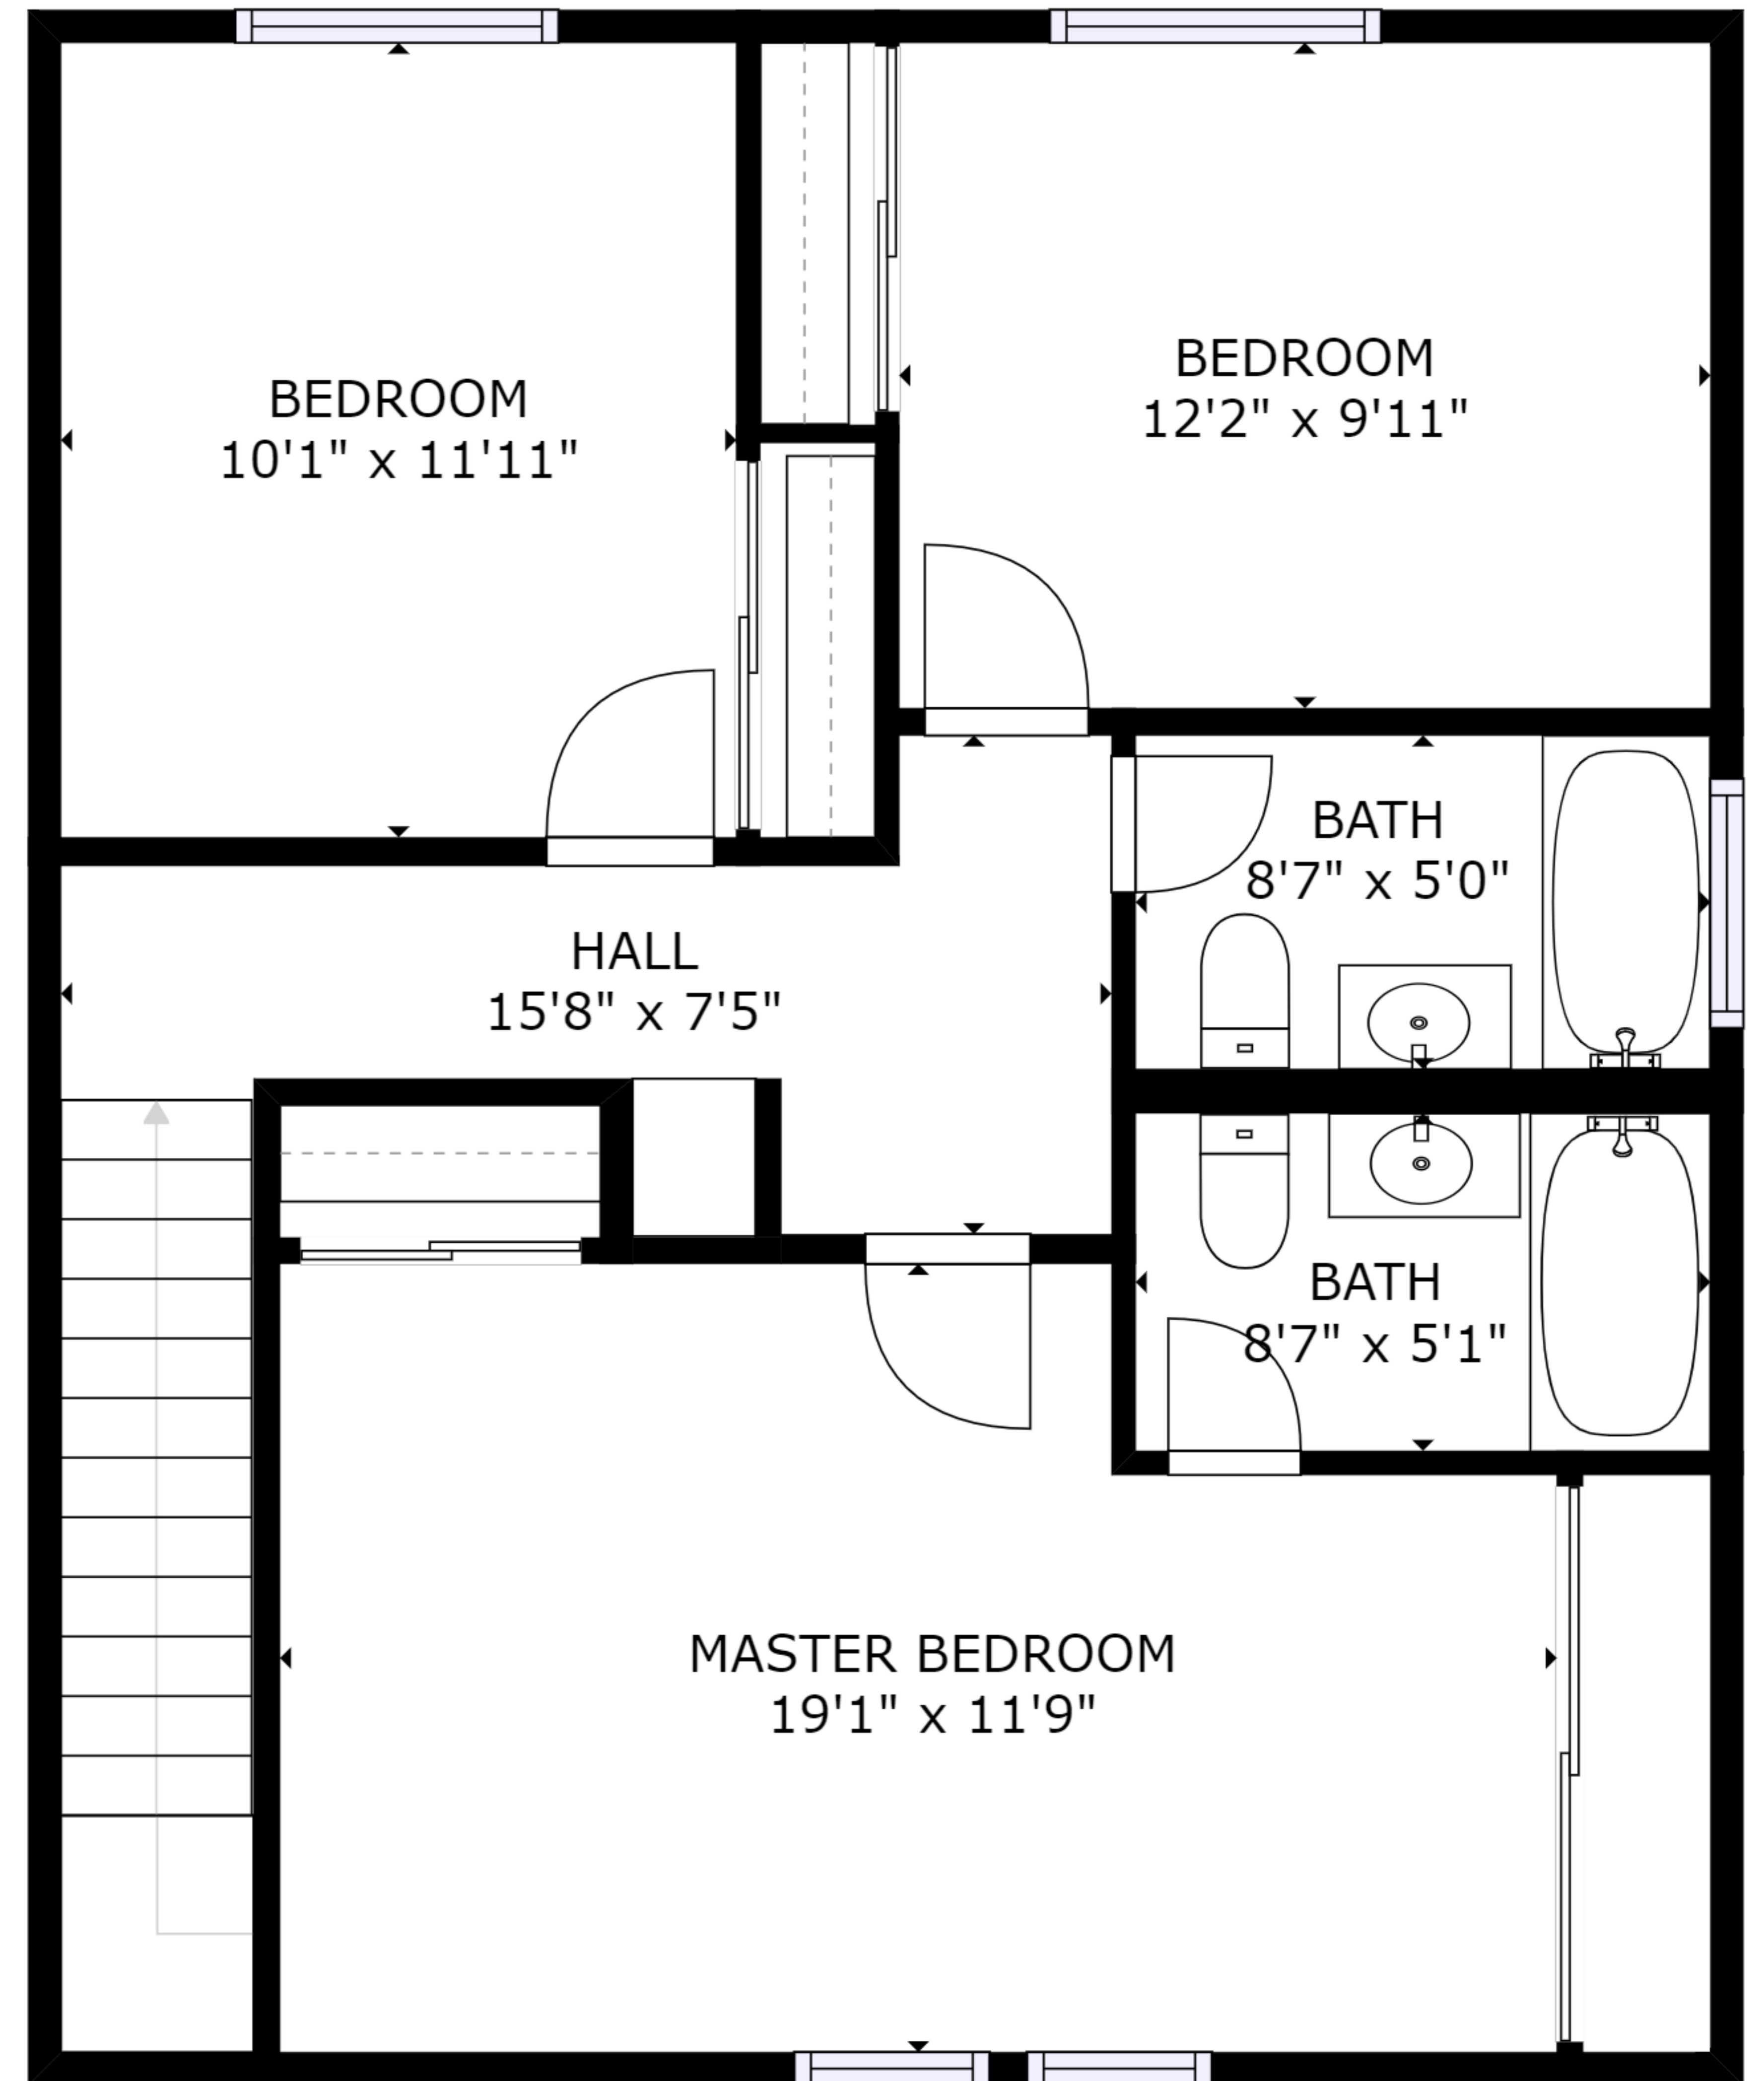 BEDROOM
10'1" x 11'11"
BEDROOM
12'2" x 9'11"
BATH
8'7" x 5'0"
HALL
15'8" x 7'5"
BATH
8'7" x 5'1"
MASTER BEDROOM
19'1" x 11'9"